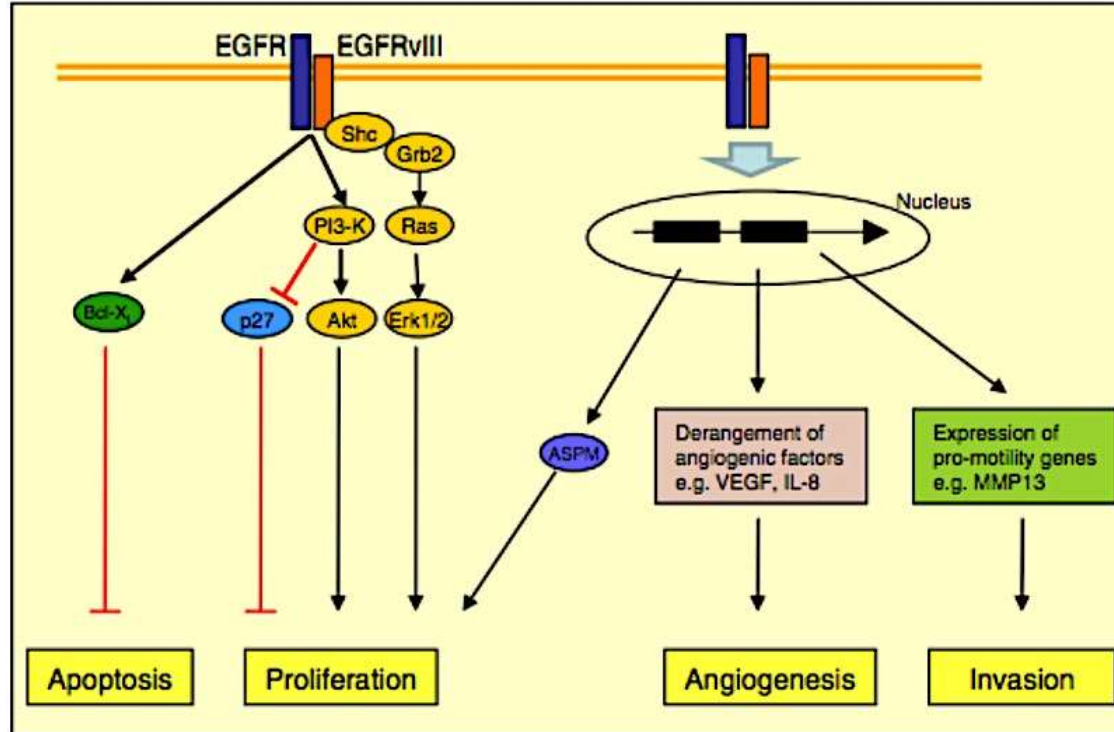 EGFR
EGFRvIII
Shc
Grb2
Nucleus
PI3-K
Ras
Bcl-XL
p27
Akt
Erk1/2
ASPM
Derangement of
angiogenic factors
e.g. VEGF, IL-8
Expression of
pro-motility genes
e.g. MMP13
Apoptosis
Proliferation
Angiogenesis
Invasion